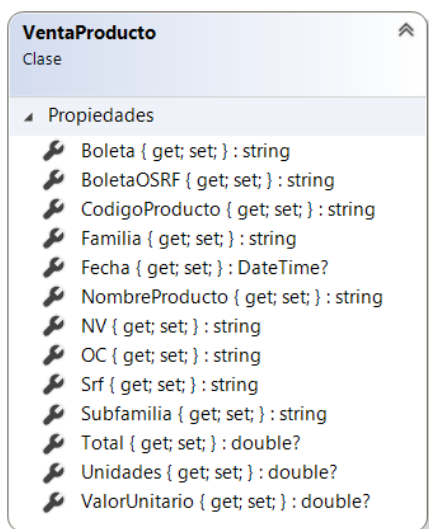 VentaProducto
Clase
Propiedades
Boleta { get; set; } : string
BoletaOSRF { get; set; } : string
CodigoProducto { get; set; } : string
Familia { get; set; } : string
Fecha { get; set; } : DateTime?
NombreProducto { get; set; } : string
NV { get; set; } : string
OC { get; set; } : string
Srf { get; set; } : string
Subfamilia { get; set; } : string
Total { get; set; } : double?
Unidades { get; set; } : double?
ValorUnitario { get; set; } : double?